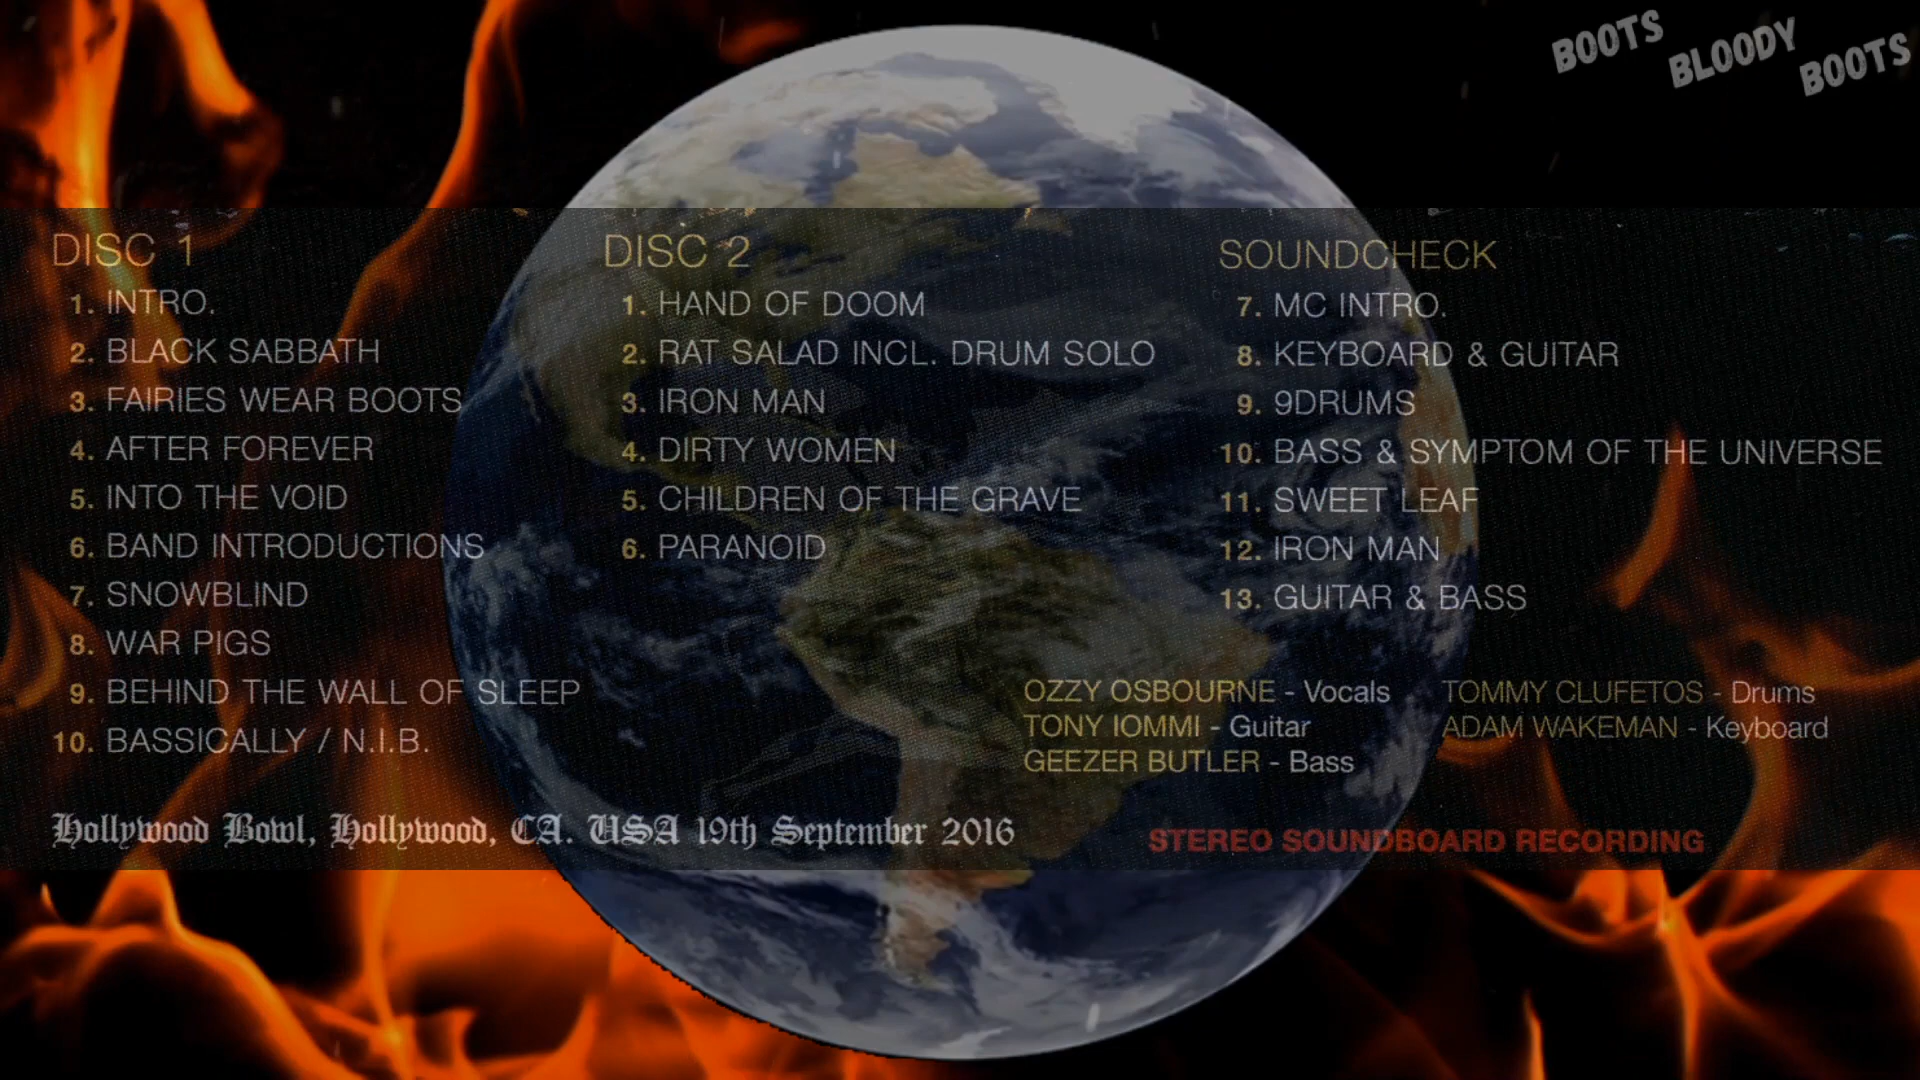 BOOTS BLOODY BOOTS
DISC 1
1. INTRO.
2. BLACK SABBATH
3. FAIRIES WEAR BOOTS
4. AFTER FOREVER
5. INTO THE VOID
6. BAND INTRODUCTIONS
7. SNOWBLIND
8. WAR PIGS
9. BEHIND THE WALL OF SLEEP
10. BASSICALLY / N.I.B.
DISC 2
1. HAND OF DOOM
2. RAT SALAD INCL. DRUM SOLO
3. IRON MAN
4. DIRTY WOMEN
5. CHILDREN OF THE GRAVE
6. PARANOID
SOUNDCHECK
7. MC INTRO.
8. KEYBOARD & GUITAR
9. 9DRUMS
10. BASS & SYMPTOM OF THE UNIVERSE
11. SWEET LEAF
12. IRON MAN
13. GUITAR & BASS
OZZY OSBOURNE - Vocals
TONY IOMMI - Guitar
GEEZER BUTLER - Bass
TOMMY CLUFETOS - Drums
ADAM WAKEMAN - Keyboard
Hollywood Bowl, Hollywood, CA. USA 19th September 2016
STEREO SOUNDBOARD RECORDING